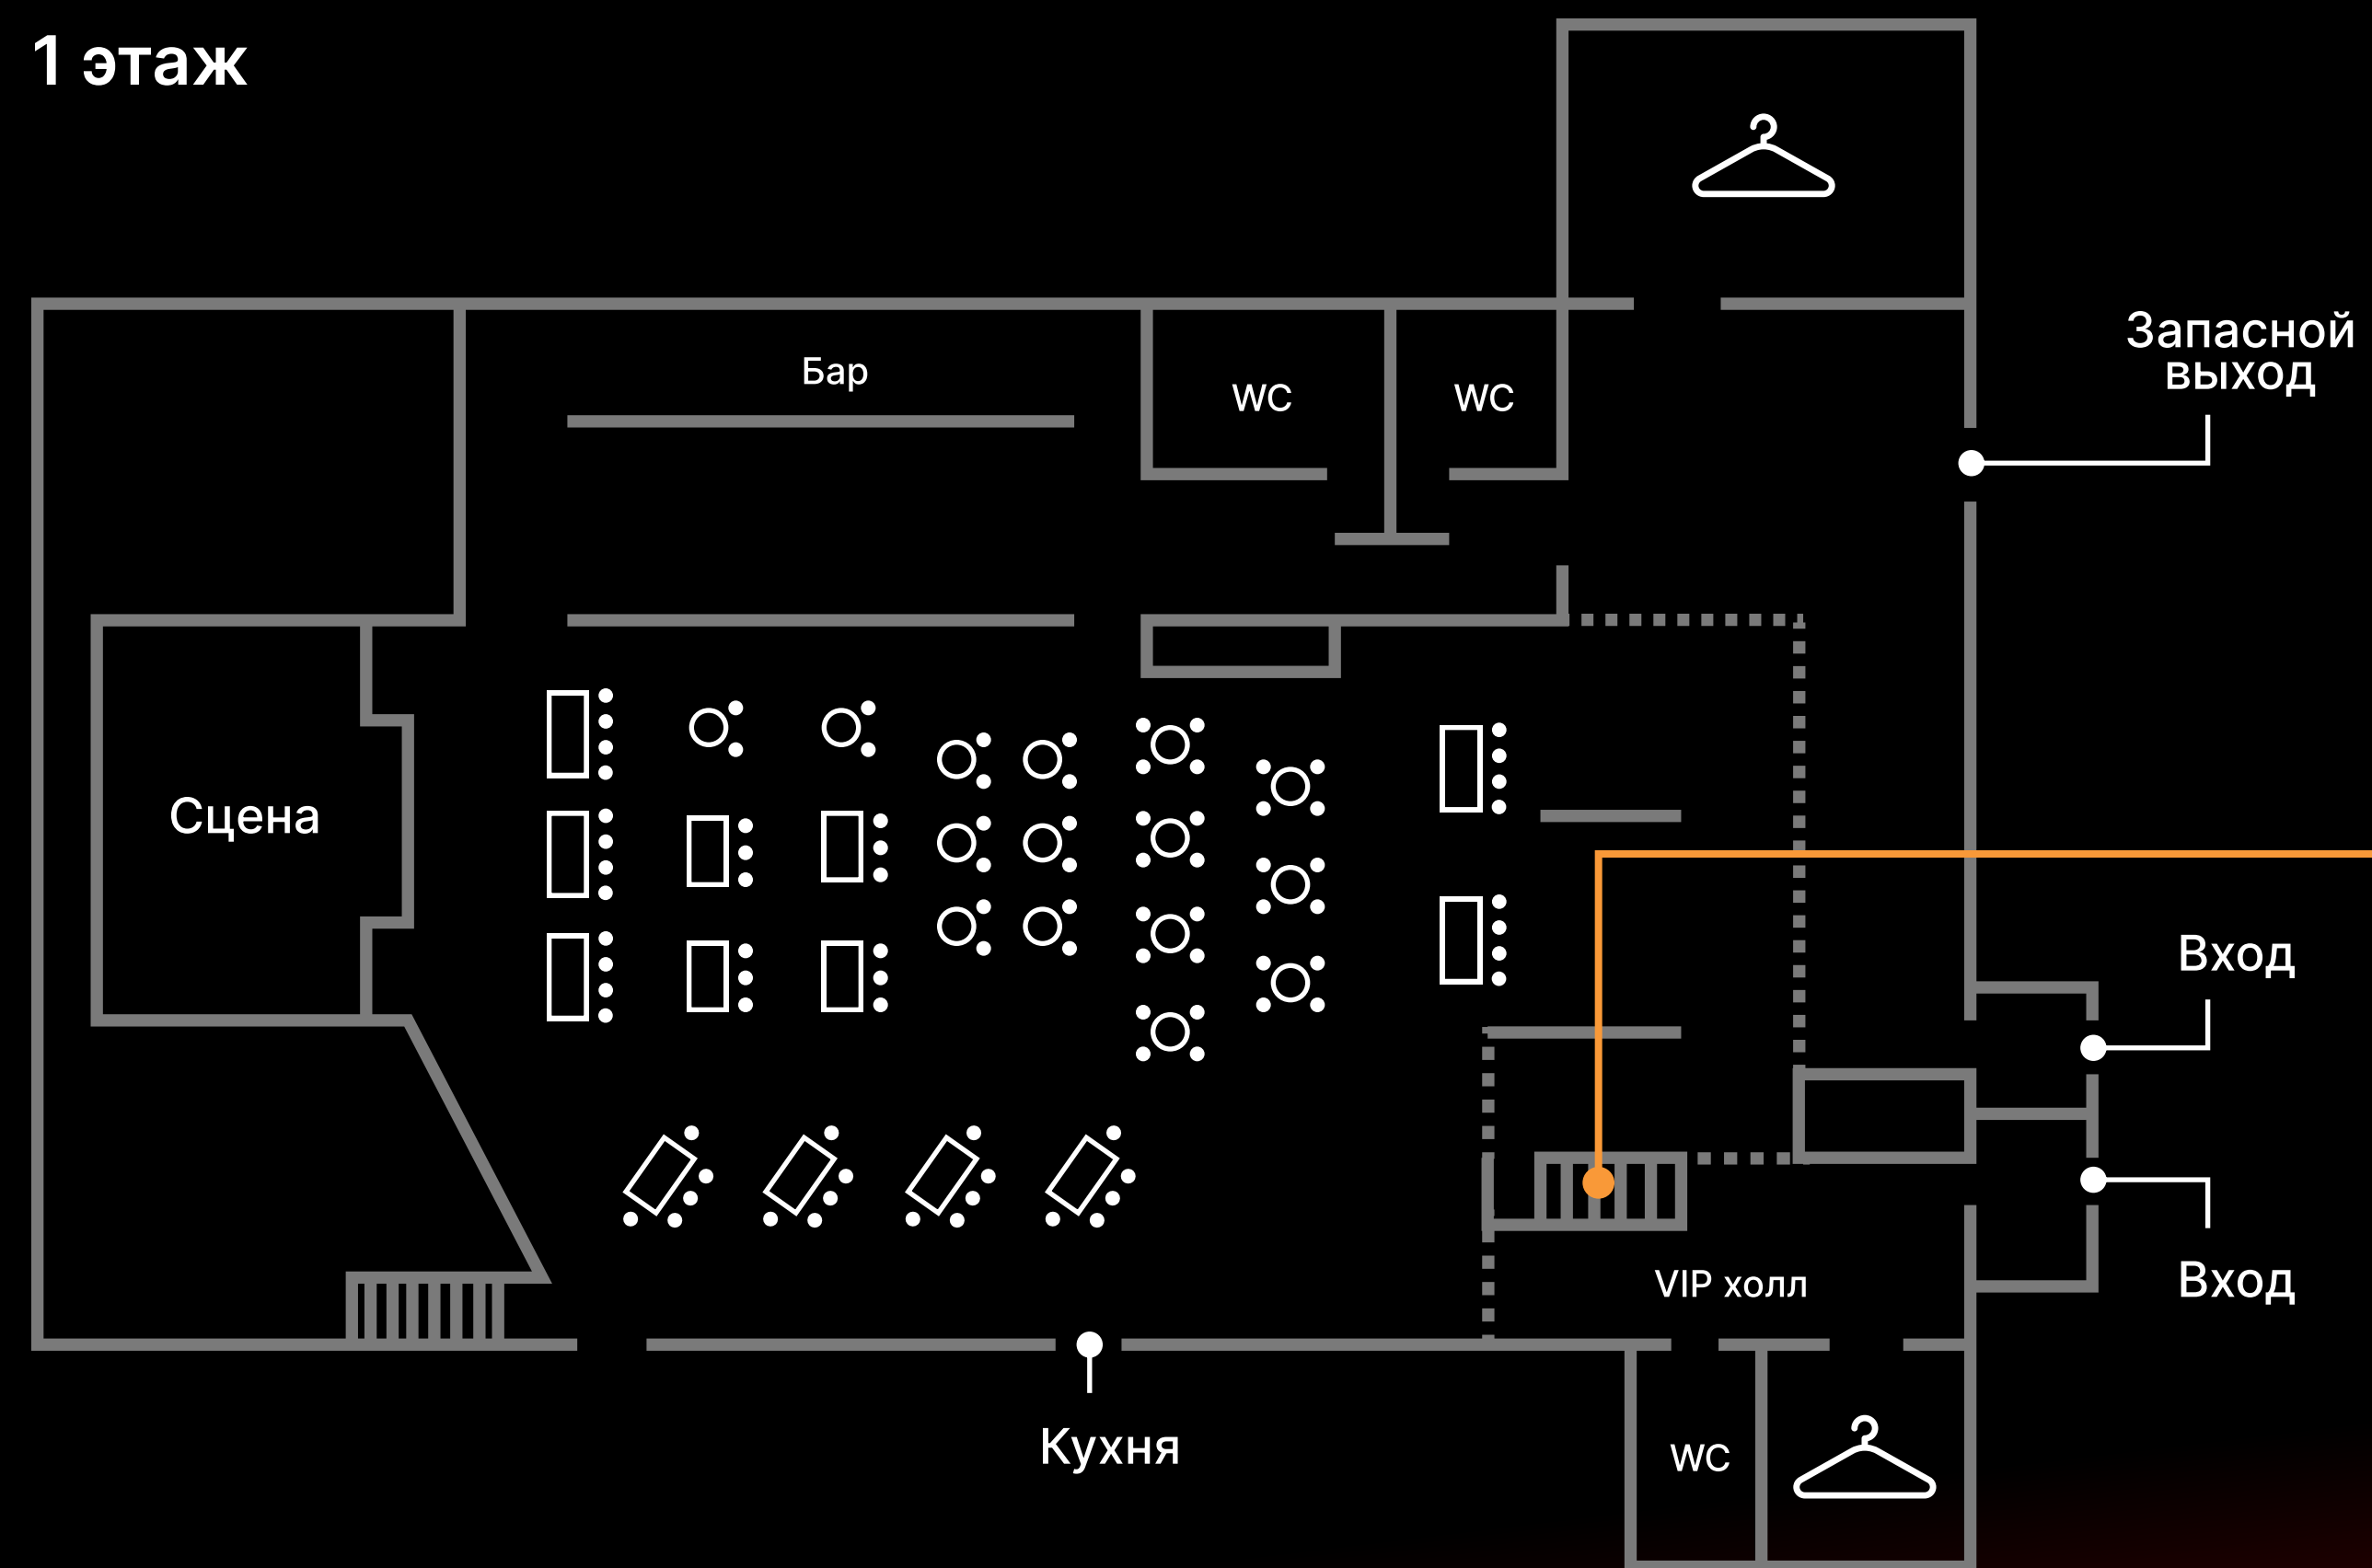 1 этаж
Запасной
выход
Бар
WC
WC
Сцена
Вход
VIP холл
Вход
Кухня
WC